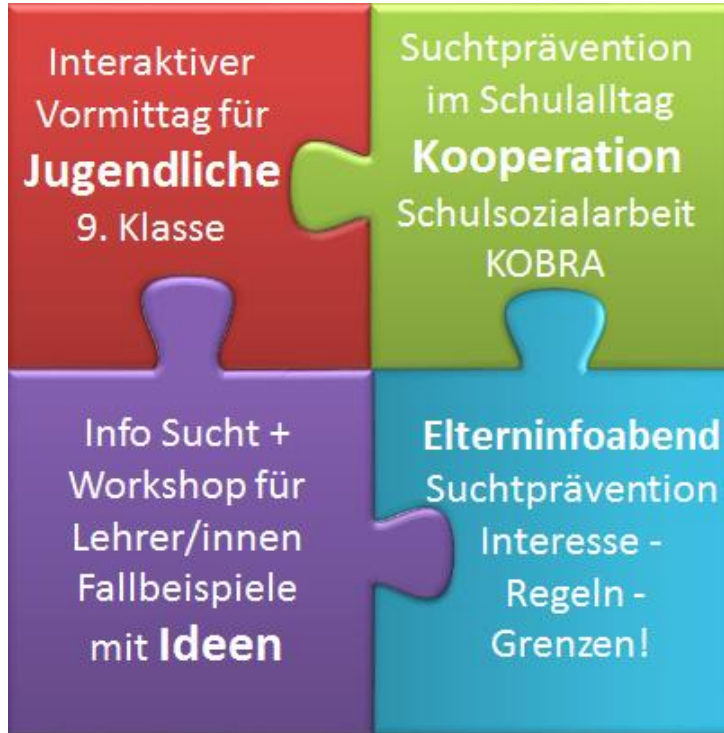 Interaktiver
Vormittag für
Jugendliche
9. Klasse
Suchtprävention
im Schulalltag
Kooperation
Schulsozialarbeit
KOBRA
Info Sucht +
Workshop für
Lehrer/innen
Fallbeispiele
mit Ideen
Elterninfoabend
Suchtprävention
Interesse -
Regeln -
Grenzen!